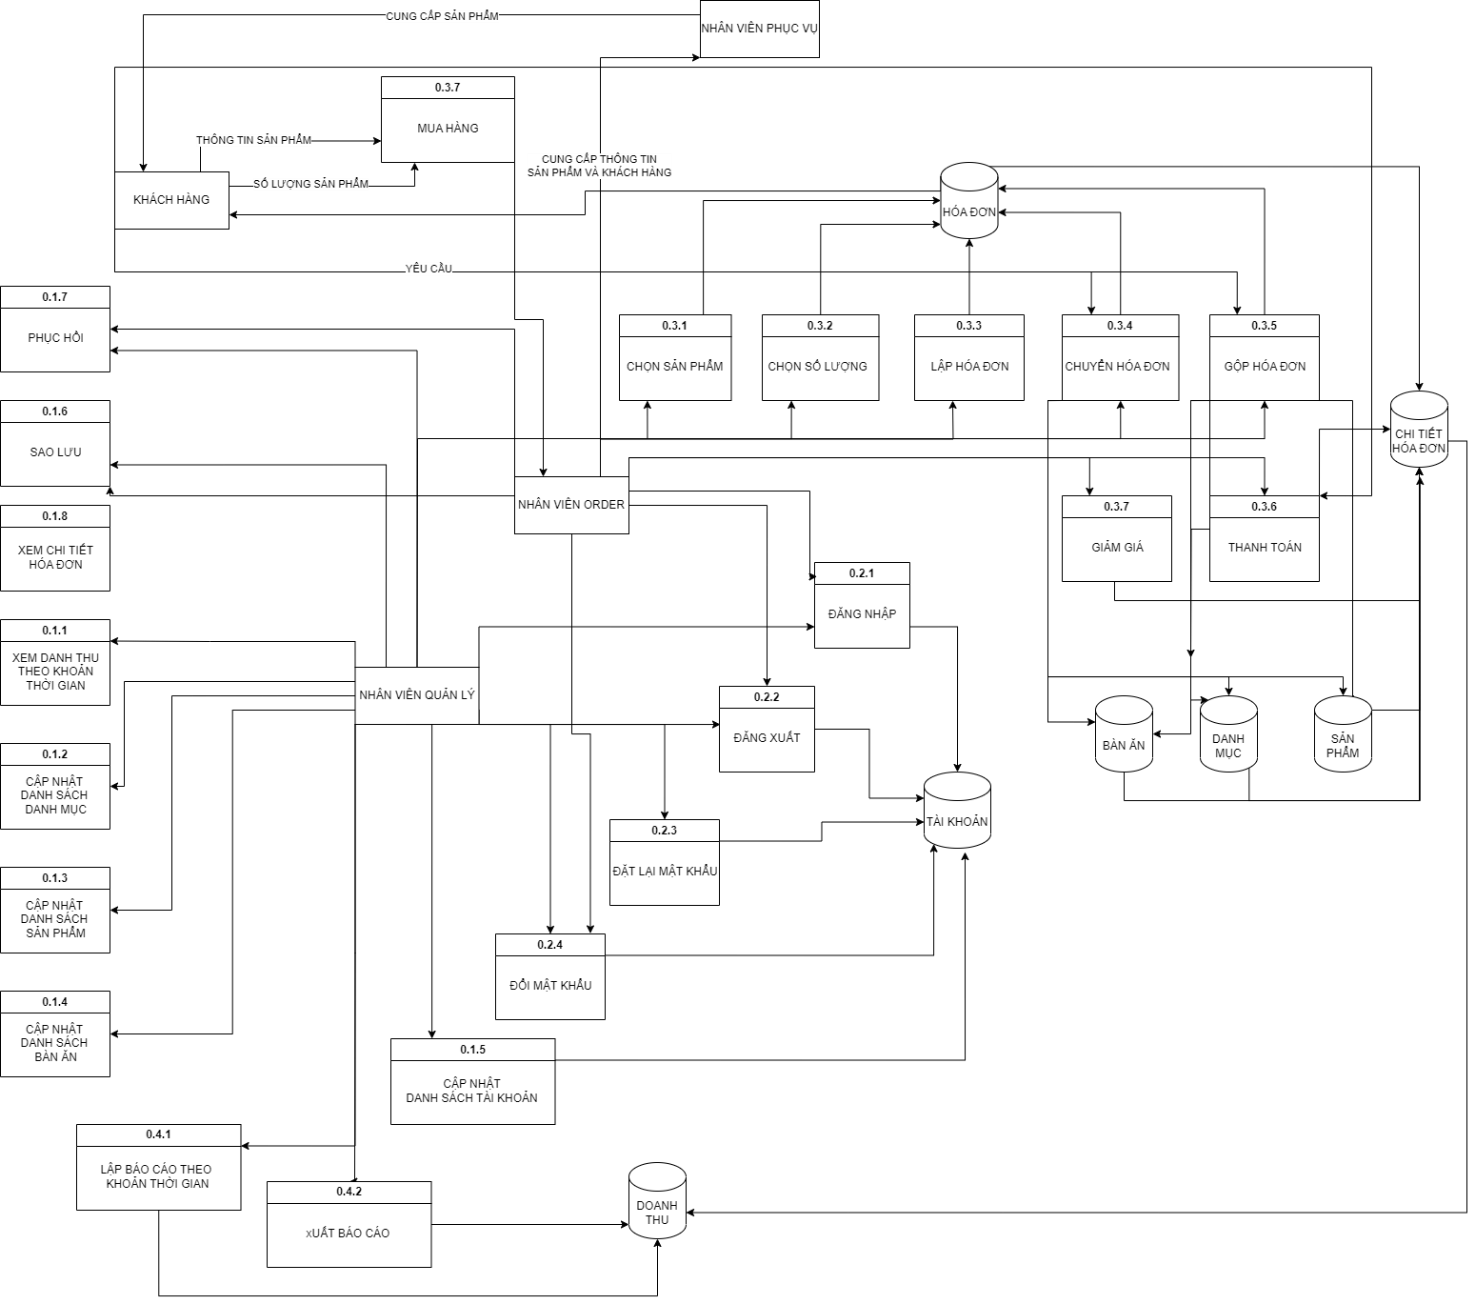 CUNG CẤP SẢN PHẨM
NHÂN VIÊN PHỤC VỤ
0.3.7
MUA HÀNG
THÔNG TIN SẢN PHẨM
CUNG CẤP THÔNG TIN
SẢN PHẨM VÀ KHÁCH HÀNG
SỐ LƯỢNG SẢN PHẨM
KHÁCH HÀNG
HÓA ĐƠN
YÊU CẦU
0.1.7
PHỤC HỒI
0.3.1
CHỌN SẢN PHẨM
0.3.2
CHỌN SỐ LƯỢNG
0.3.3
LẬP HÓA ĐƠN
0.3.4
CHUYỂN HÓA ĐƠN
0.3.5
GỘP HÓA ĐƠN
0.1.6
SAO LƯU
CHI TIẾT
HÓA ĐƠN
0.1.8
XEM CHI TIẾT
HÓA ĐƠN
NHÂN VIÊN ORDER
0.3.7
GIẢM GIÁ
0.3.6
THANH TOÁN
0.2.1
ĐĂNG NHẬP
0.1.1
XEM DANH THU
THEO KHOẢN
THỜI GIAN
NHÂN VIÊN QUẢN LÝ
0.2.2
ĐĂNG XUẤT
BÀN ĂN
DANH
MỤC
SẢN
PHẨM
0.1.2
CẬP NHẬT
DANH SÁCH
DANH MỤC
TÀI KHOẢN
0.2.3
ĐẶT LẠI MẬT KHẨU
0.1.3
CẬP NHẬT
DANH SÁCH
SẢN PHẨM
0.2.4
ĐỔI MẬT KHẨU
0.1.4
CẬP NHẬT
DANH SÁCH
BÀN ĂN
0.1.5
CẬP NHẬT
DANH SÁCH TÀI KHOẢN
0.4.1
LẬP BÁO CÁO THEO
KHOẢN THỜI GIAN
0.4.2
XUẤT BÁO CÁO
DOANH
THU